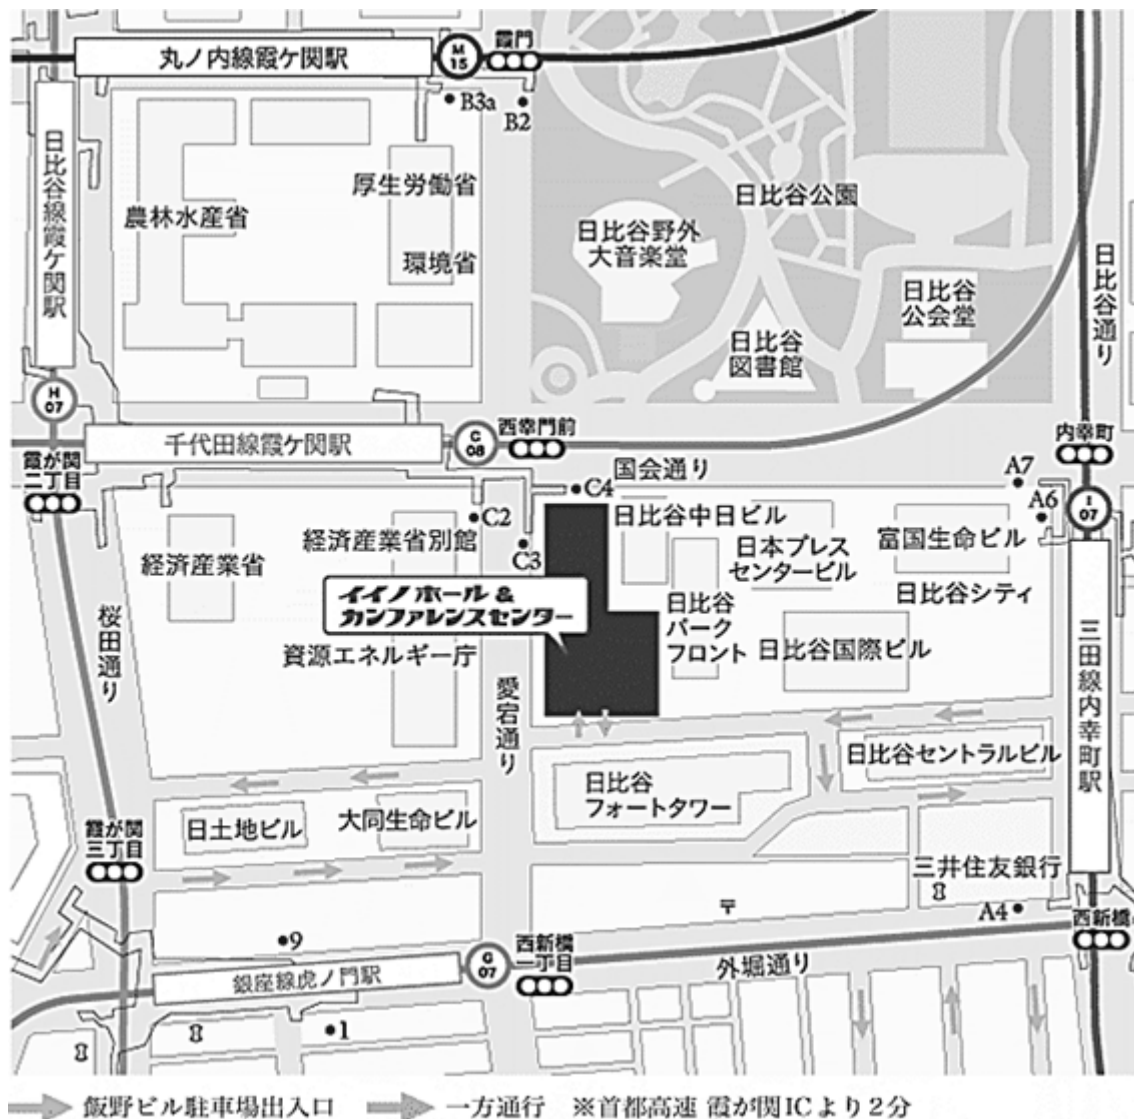 丸ノ内線霞ケ関駅
M
15
霞門
B3a
B2
日比谷線霞ケ関駅
厚生労働省
農林水産省
環境省
日比谷公園
日比谷野外
大音楽堂
日比谷
公会堂
日比谷
図書館
日比谷通り
H
07
千代田線霞ケ関駅
C
08
西幸門前
内幸町
霞が関
二丁目
国会通り
A7
A6
I
07
C4
C2
C3
日比谷中日ビル
経済産業省別館
経済産業省
日本プレス
センタービル
富国生命ビル
日比谷シティ
イイノホール&
カンファレンスセンター
日比谷
パーク
フロント
日比谷国際ビル
資源エネルギー庁
桜田通り
愛宕通り
三田線内幸町駅
日比谷セントラルビル
日比谷
フォートタワー
大同生命ビル
日土地ビル
霞が関
三丁目
三井住友銀行
〒
A4
西新橋
9
G
07
西新橋
一丁目
銀座線虎ノ門駅
外堀通り
1
飯野ビル駐車場出入口 一方通行 ※首都高速 霞が関ICより2分